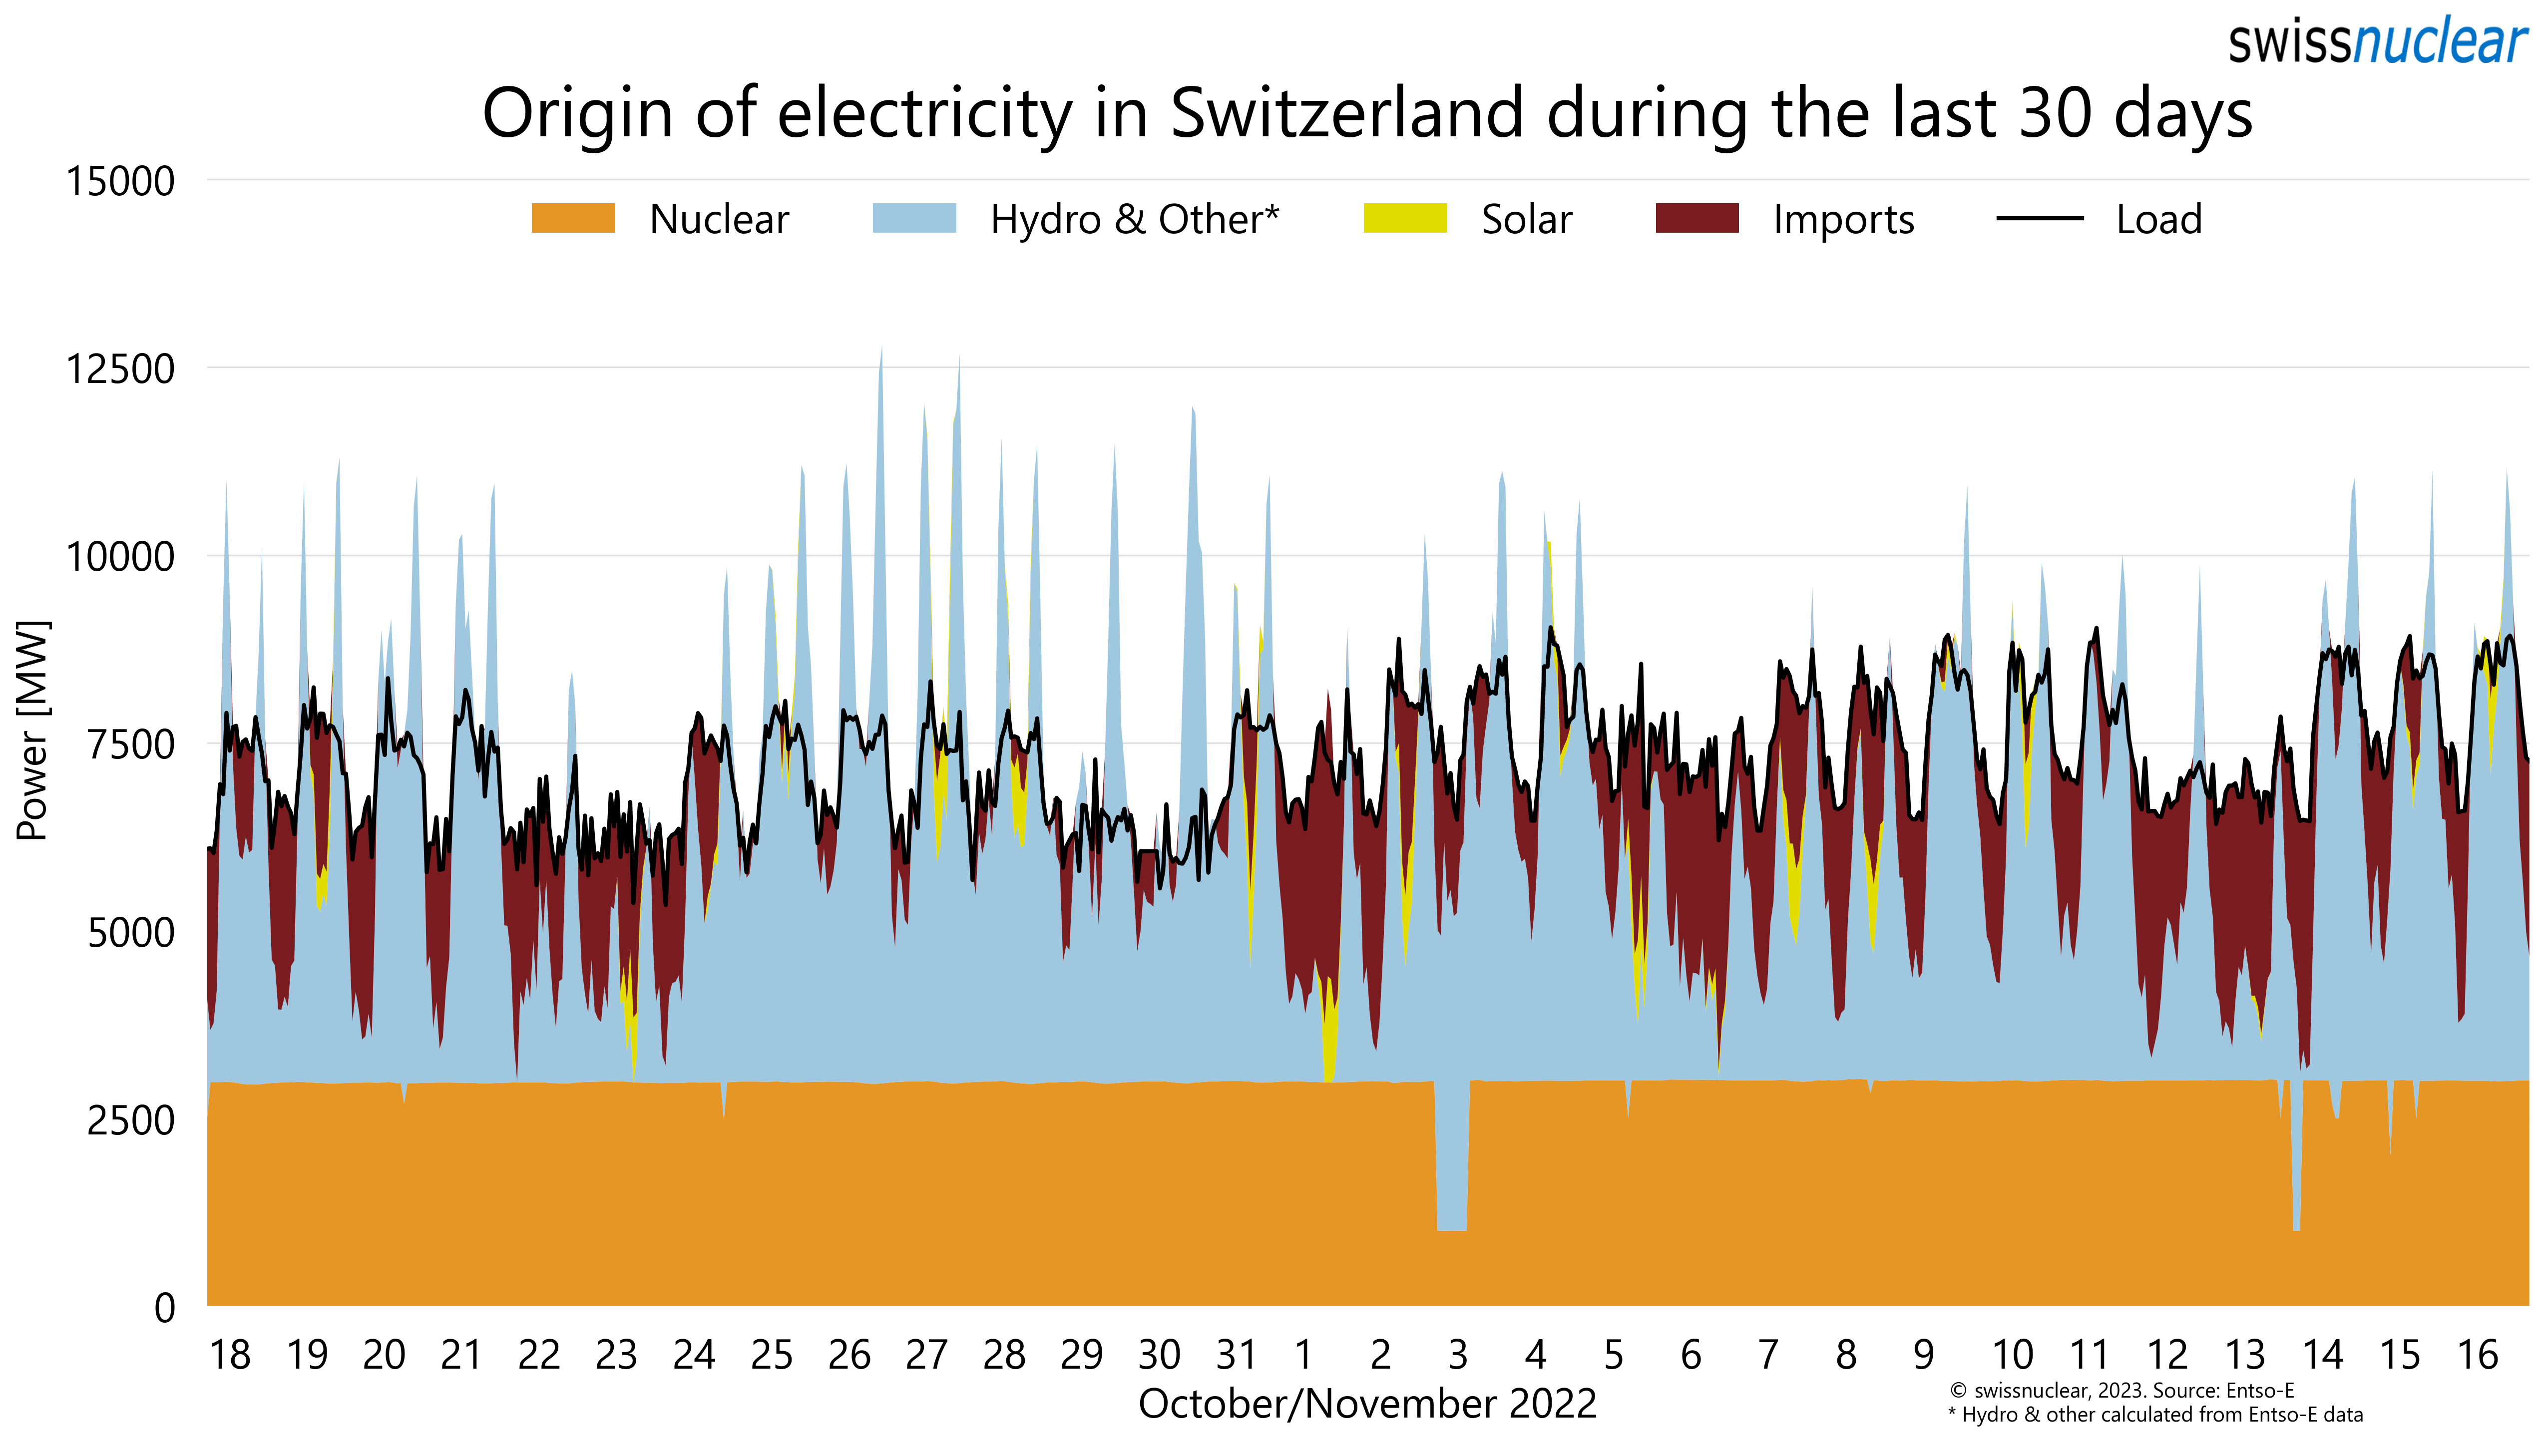 swissnuclear
Origin of electricity in Switzerland during the last 30 days
15000
Nuclear Hydro & Other* Solar Imports Load
12500
10000
7500
5000
2500
0
Power [MW]
18 19 20 21 22 23 24 25 26 27 28 29 30 31 1 2 3 4 5 6 7 8 9 10 11 12 13 14 15 16
October/November 2022
© swissnuclear, 2023. Source: Entso-E
* Hydro & other calculated from Entso-E data